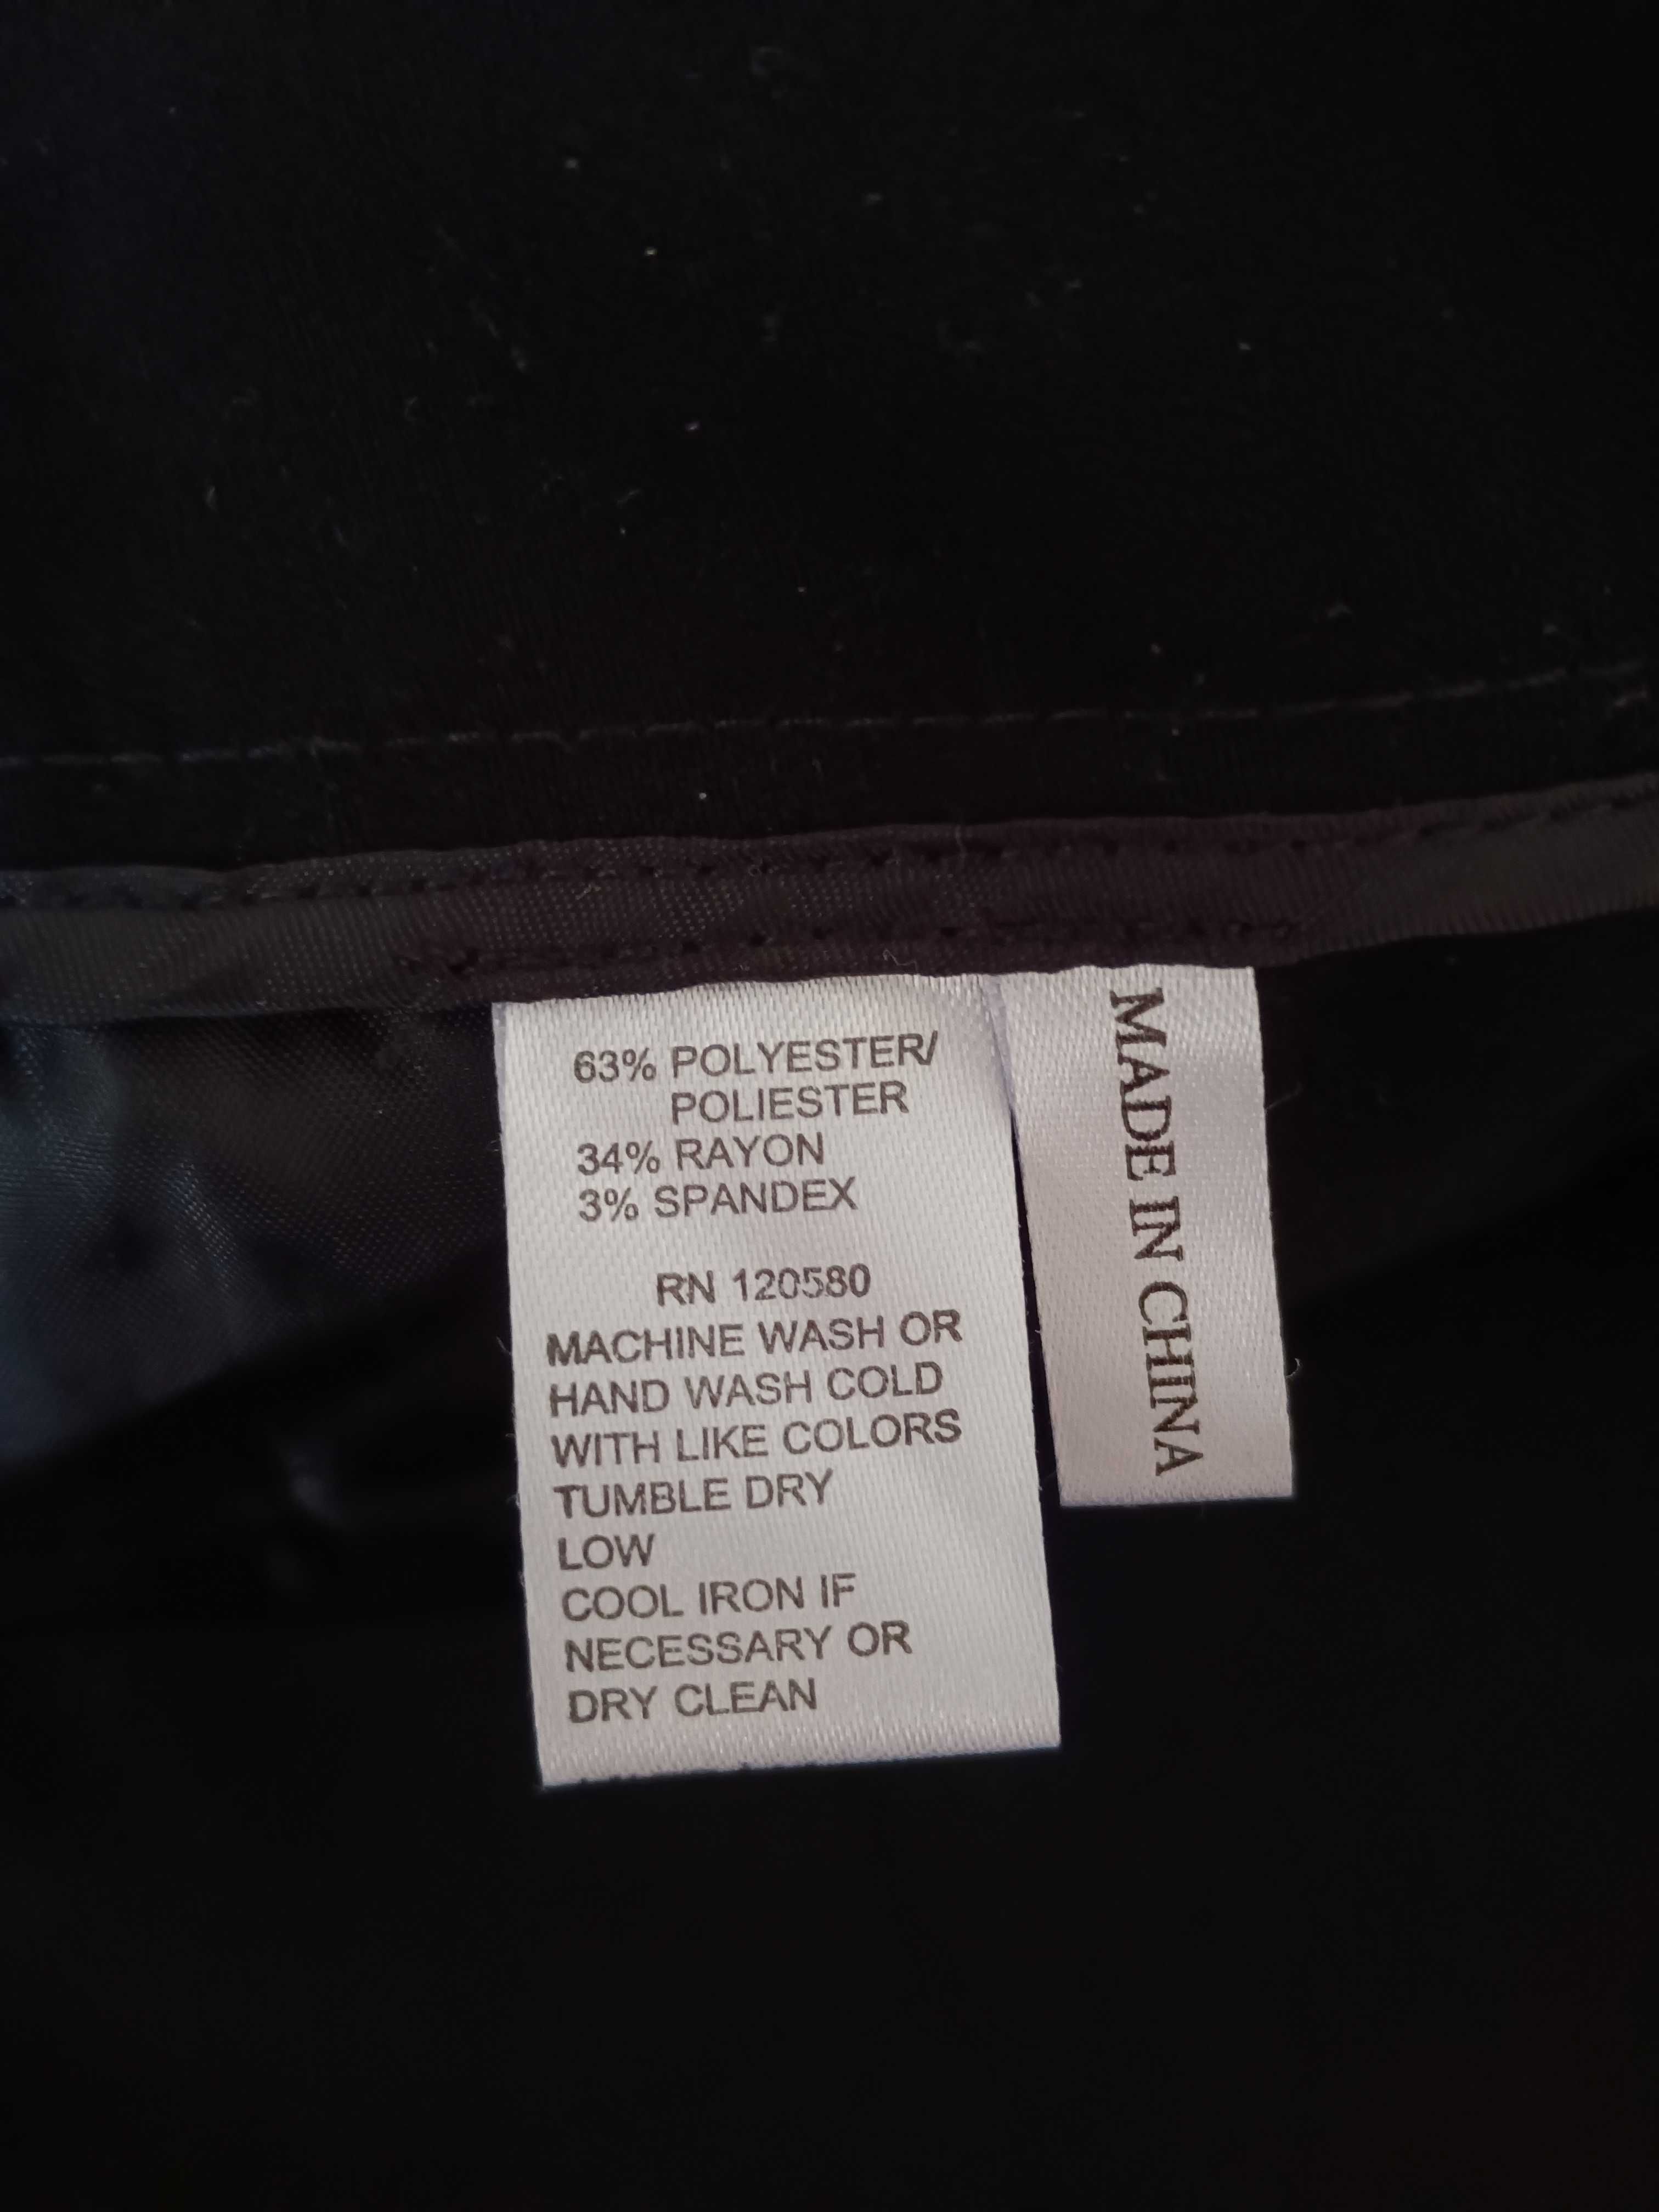 63% POLYESTER/
POLIESTER
34% RAYON
3% SPANDEX
RN 120580
MACHINE WASH OR
HAND WASH COLD
WITH LIKE COLORS
TUMBLE DRY
LOW
COOL IRON IF
NECESSARY OR
DRY CLEAN
MADE IN CHINA